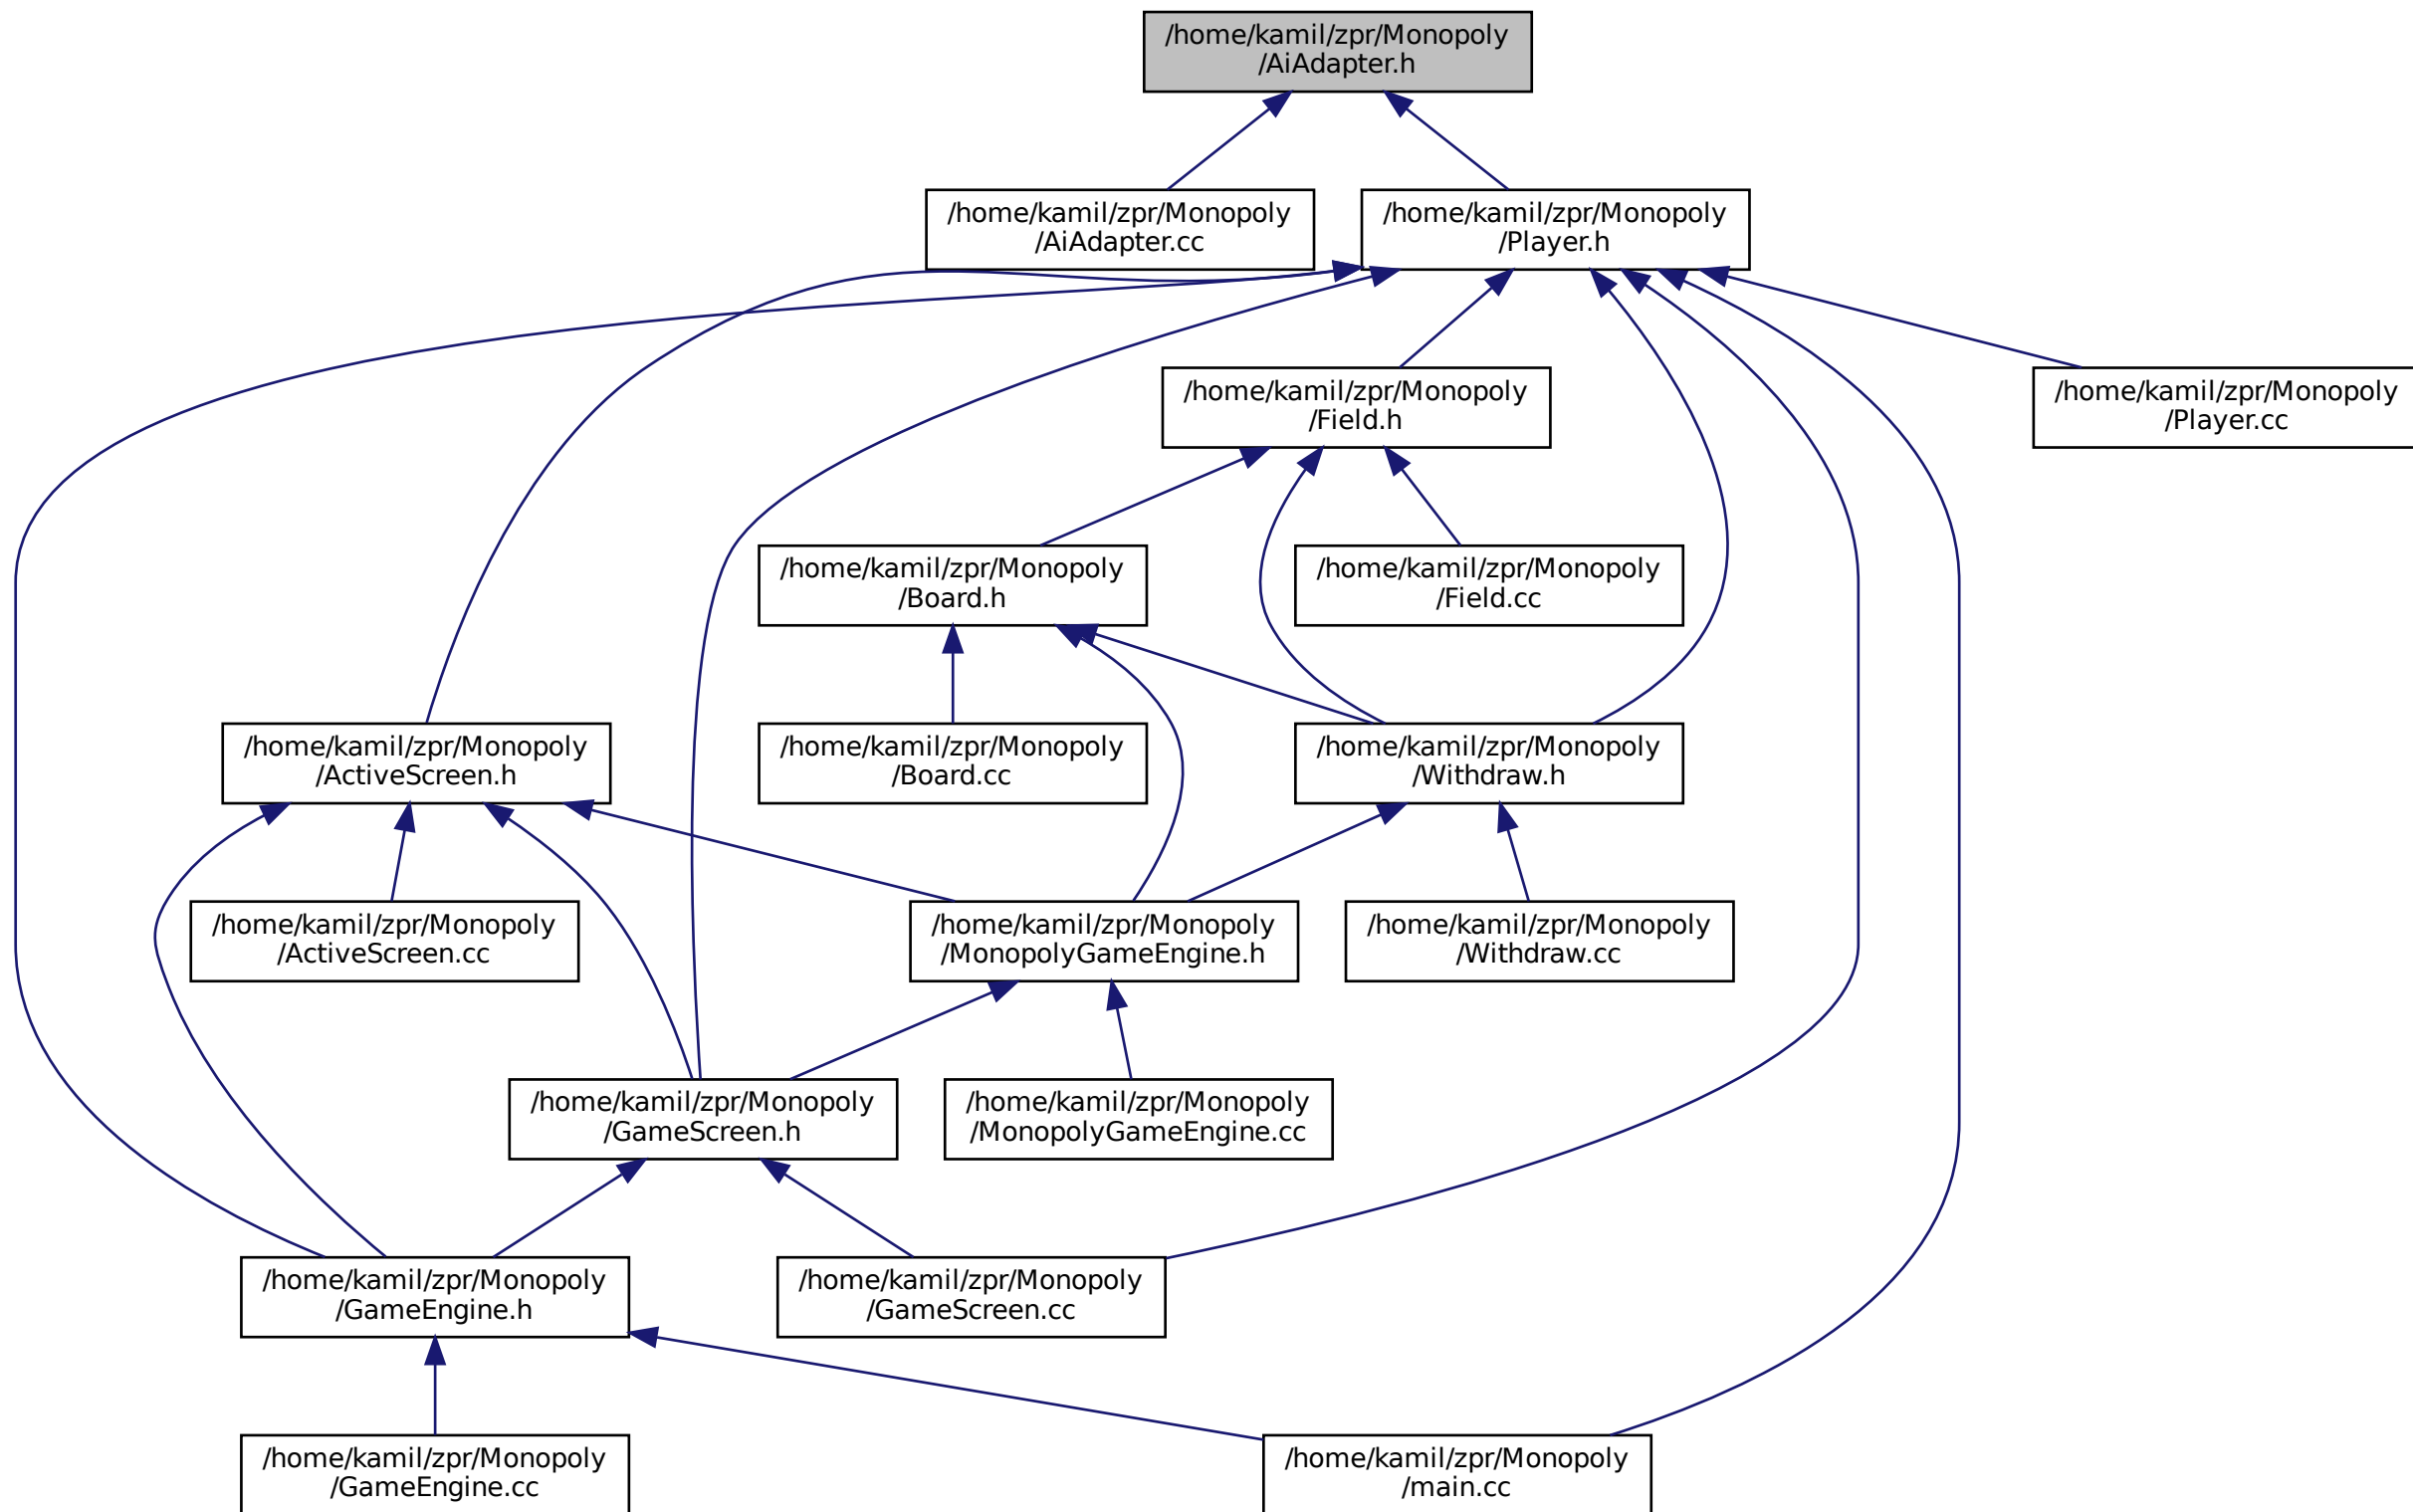 /home/kamil/zpr/Monopoly
/AiAdapter.h
/home/kamil/zpr/Monopoly
/AiAdapter.cc
/home/kamil/zpr/Monopoly
/Player.h
/home/kamil/zpr/Monopoly
/Field.h
/home/kamil/zpr/Monopoly
/Player.cc
/home/kamil/zpr/Monopoly
/Board.h
/home/kamil/zpr/Monopoly
/Field.cc
/home/kamil/zpr/Monopoly
/ActiveScreen.h
/home/kamil/zpr/Monopoly
/Board.cc
/home/kamil/zpr/Monopoly
/Withdraw.h
/home/kamil/zpr/Monopoly
/ActiveScreen.cc
/home/kamil/zpr/Monopoly
/MonopolyGameEngine.h
/home/kamil/zpr/Monopoly
/Withdraw.cc
/home/kamil/zpr/Monopoly
/GameScreen.h
/home/kamil/zpr/Monopoly
/MonopolyGameEngine.cc
/home/kamil/zpr/Monopoly
/GameEngine.h
/home/kamil/zpr/Monopoly
/GameScreen.cc
/home/kamil/zpr/Monopoly
/GameEngine.cc
/home/kamil/zpr/Monopoly
/main.cc